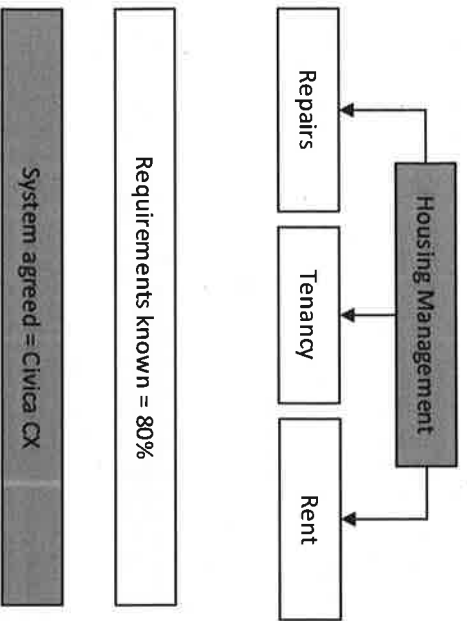 Housing Management
Repairs
Tenancy
Rent
Requirements known = 80%
System agreed = Civica CX